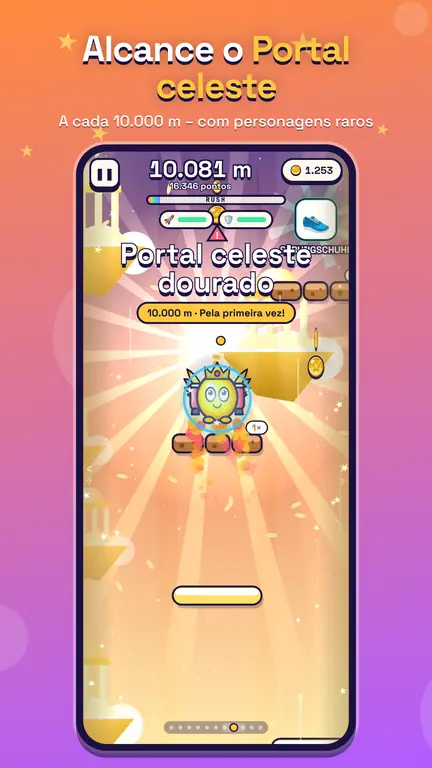 Alcance o Portal
celeste
A cada 10.000 m – com personagens raros
10.081 m
1.253
16.346 pontos
RUSH
Portal celeste
dourado
10.000 m · Pela primeira vez!
1×